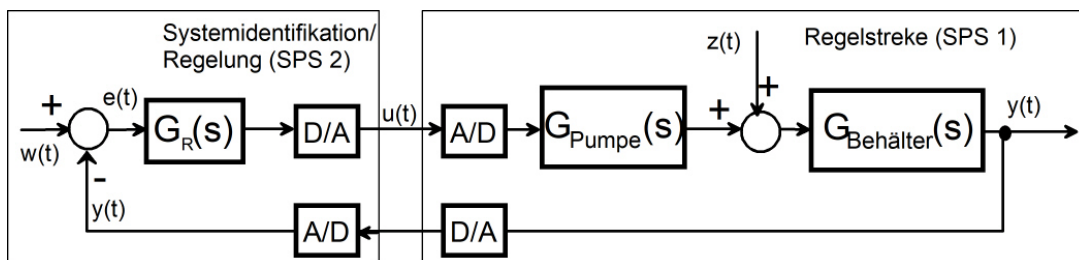 Systemidentifikation/
Regelung (SPS 2)
Regelstreke (SPS 1)
z(t)
+
e(t)
+
w(t)
G_R(s)
D/A
u(t)
A/D
G_Pumpe(s)
+
G_Behälter(s)
y(t)
-
y(t)
A/D
D/A